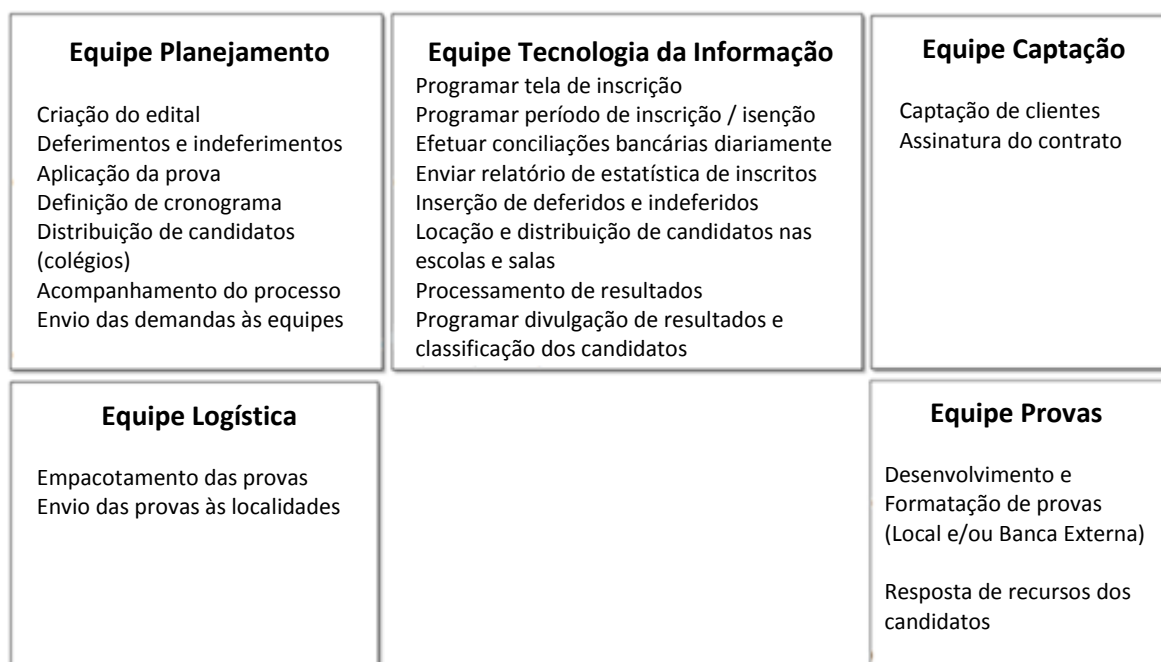 Equipe Planejamento
Criação do edital
Deferimentos e indeferimentos
Aplicação da prova
Definição de cronograma
Distribuição de candidatos
(colégios)
Acompanhamento do processo
Envio das demandas às equipes
Equipe Tecnologia da Informação
Programar tela de inscrição
Programar período de inscrição / isenção
Efetuar conciliações bancárias diariamente
Enviar relatório de estatística de inscritos
Inserção de deferidos e indeferidos
Locação e distribuição de candidatos nas
escolas e salas
Processamento de resultados
Programar divulgação de resultados e
classificação dos candidatos
Equipe Captação
Captação de clientes
Assinatura do contrato
Equipe Logística
Empacotamento das provas
Envio das provas às localidades
Equipe Provas
Desenvolvimento e
Formatação de provas
(Local e/ou Banca Externa)
Resposta de recursos dos
candidatos